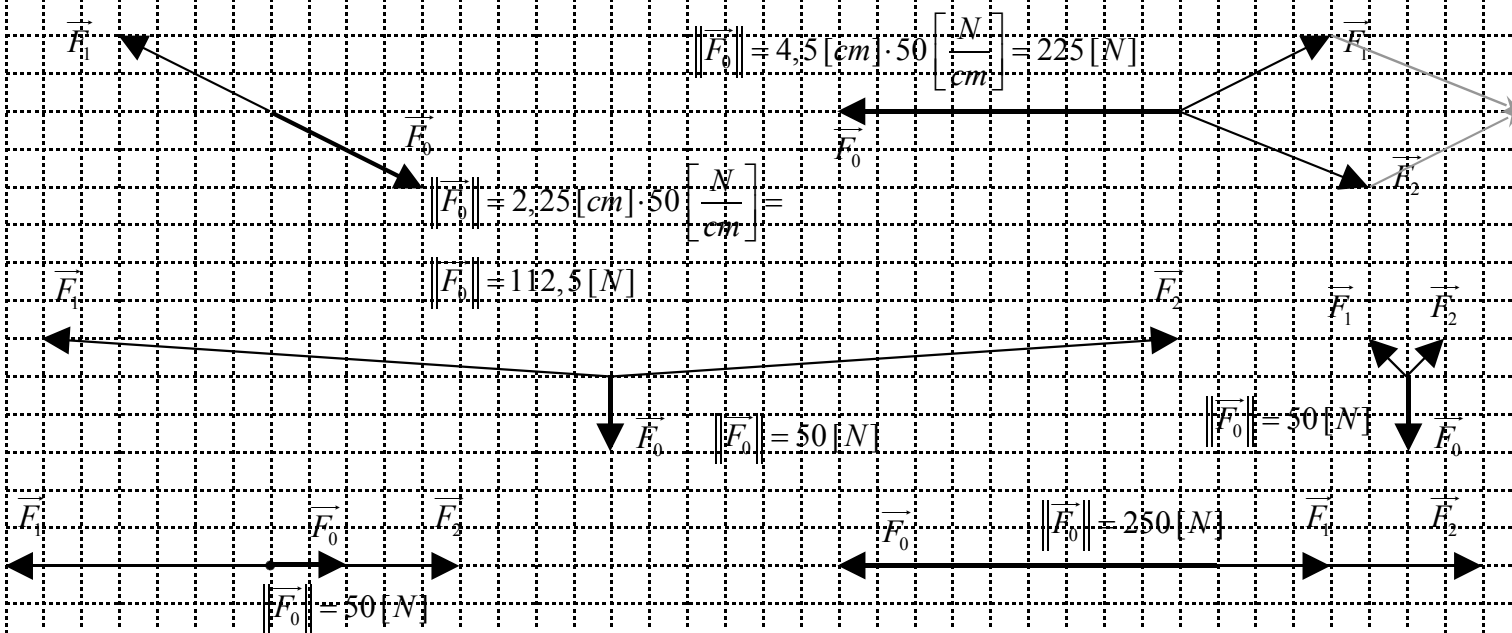 F₁
‖F₀‖ = 4,5 [cm] · 50 [N/cm] = 225 [N]
F₁
F₀
F₀
F₂
‖F₀‖ = 2,25 [cm] · 50 [N/cm] =
‖F₀‖ = 112,5 [N]
F₁
F₂
F₁
F₂
‖F₀‖ = 50 [N]
F₀
‖F₀‖ = 50 [N]
F₀
F₁
F₀
F₂
F₀
‖F₀‖ = 250 [N]
F₁
F₂
‖F₀‖ = 50 [N]